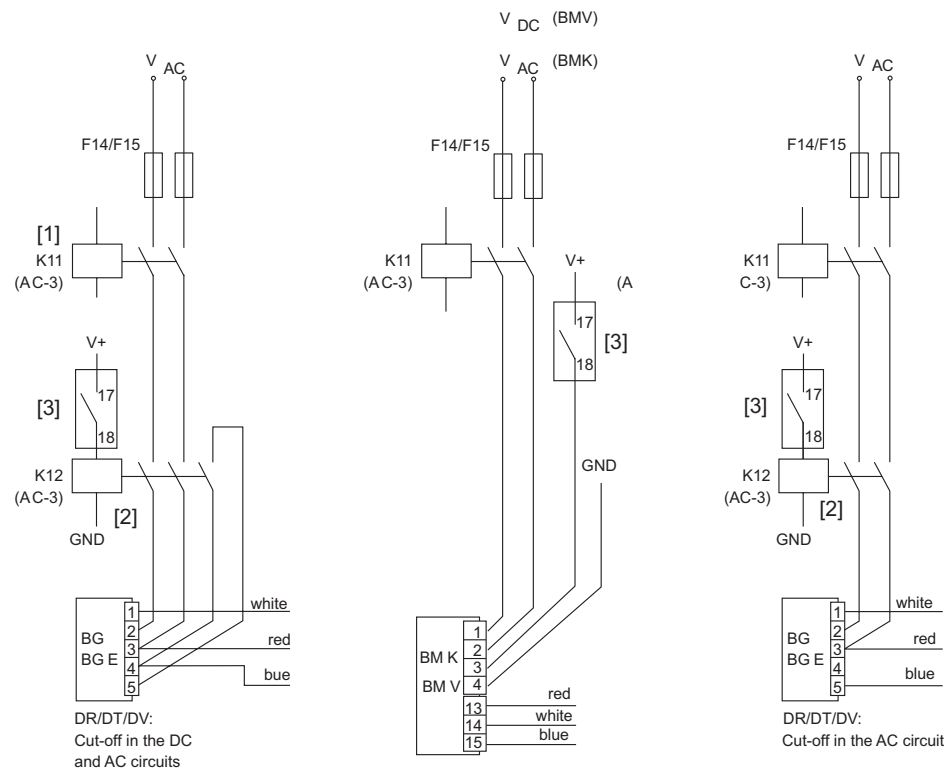 V AC
F14/F15
[1]
K11
(AC-3)
V+
17
[3]
18
K12
(AC-3)
[2]
GND
1
white
BG
2
BG E
3
red
4
bue
5
DR/DT/DV:
Cut-off in the DC
and AC circuits
V DC (BMV)
V AC (BMK)
F14/F15
K11
(AC-3)
V+
(A
17
[3]
18
GND
1
BM K
2
3
BM V
4
13
red
14
white
15
blue
V AC
F14/F15
K11
C-3)
V+
17
[3]
18
K12
(AC-3)
[2]
GND
1
white
BG
2
BG E
3
red
4
5
blue
DR/DT/DV:
Cut-off in the AC circuit